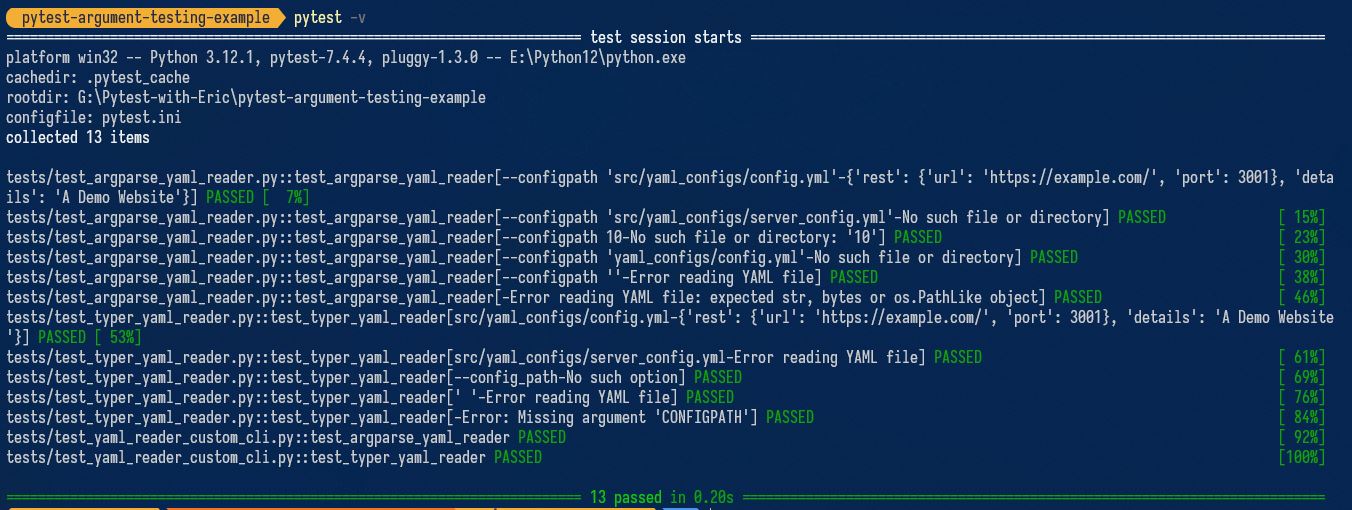 pytest-argument-testing-example pytest -v
======================================================================== test session starts ========================================================================
platform win32 -- Python 3.12.1, pytest-7.4.4, pluggy-1.3.0 -- E:\Python12\python.exe
cachedir: .pytest_cache
rootdir: G:\Pytest-with-Eric\pytest-argument-testing-example
configfile: pytest.ini
collected 13 items
tests/test_argparse_yaml_reader.py::test_argparse_yaml_reader[--configpath 'src/yaml_configs/config.yml'-{'rest': {'url': 'https://example.com/', 'port': 3001}, 'deta
ils': 'A Demo Website'}] PASSED [  7%]
tests/test_argparse_yaml_reader.py::test_argparse_yaml_reader[--configpath 'src/yaml_configs/server_config.yml'-No such file or directory] PASSED [ 15%]
tests/test_argparse_yaml_reader.py::test_argparse_yaml_reader[--configpath 10-No such file or directory: '10'] PASSED [ 23%]
tests/test_argparse_yaml_reader.py::test_argparse_yaml_reader[--configpath 'yaml_configs/config.yml'-No such file or directory] PASSED [ 30%]
tests/test_argparse_yaml_reader.py::test_argparse_yaml_reader[--configpath ''-Error reading YAML file] PASSED [ 38%]
tests/test_argparse_yaml_reader.py::test_argparse_yaml_reader[-Error reading YAML file: expected str, bytes or os.PathLike object] PASSED [ 46%]
tests/test_typer_yaml_reader.py::test_typer_yaml_reader[src/yaml_configs/config.yml-{'rest': {'url': 'https://example.com/', 'port': 3001}, 'details': 'A Demo Website
'}] PASSED [ 53%]
tests/test_typer_yaml_reader.py::test_typer_yaml_reader[src/yaml_configs/server_config.yml-Error reading YAML file] PASSED [ 61%]
tests/test_typer_yaml_reader.py::test_typer_yaml_reader[--config_path-No such option] PASSED [ 69%]
tests/test_typer_yaml_reader.py::test_typer_yaml_reader[' '-Error reading YAML file] PASSED [ 76%]
tests/test_typer_yaml_reader.py::test_typer_yaml_reader[-Error: Missing argument 'CONFIGPATH'] PASSED [ 84%]
tests/test_yaml_reader_custom_cli.py::test_argparse_yaml_reader PASSED [ 92%]
tests/test_yaml_reader_custom_cli.py::test_typer_yaml_reader PASSED [100%]
======================================================================== 13 passed in 0.20s =========================================================================